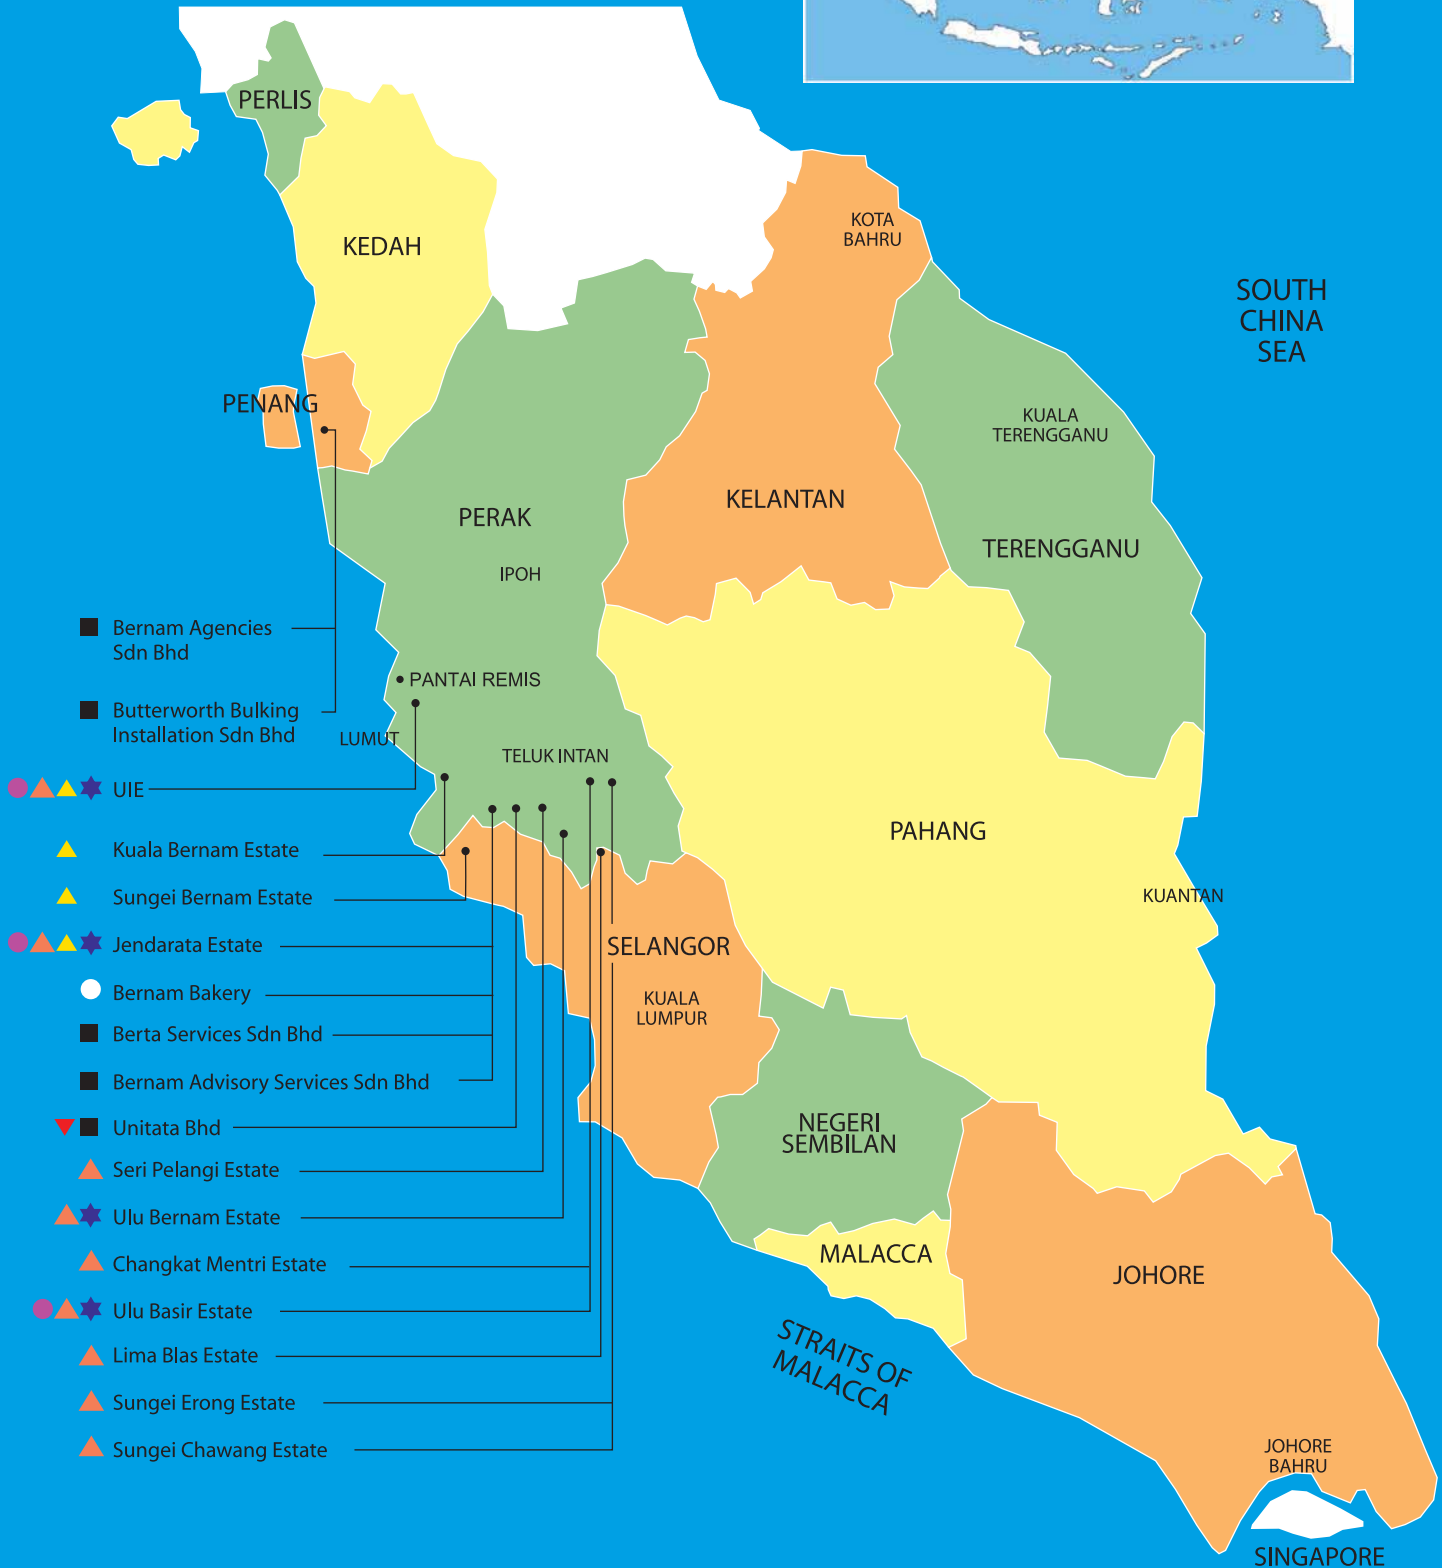 PERLIS
KEDAH
KOTA
BAHRU
SOUTH
CHINA
SEA
PENANG
KUALA
TERENGGANU
KELANTAN
PERAK
TERENGGANU
IPOH
Bernam Agencies
Sdn Bhd
PANTAI REMIS
Butterworth Bulking
Installation Sdn Bhd
LUMUT
TELUK INTAN
UIE
PAHANG
Kuala Bernam Estate
Sungei Bernam Estate
KUANTAN
Jendarata Estate
SELANGOR
Bernam Bakery
KUALA
LUMPUR
Berta Services Sdn Bhd
Bernam Advisory Services Sdn Bhd
Unitata Bhd
NEGERI
SEMBILAN
Seri Pelangi Estate
Ulu Bernam Estate
MALACCA
Changkat Mentri Estate
JOHORE
Ulu Basir Estate
Lima Blas Estate
STRAITS OF
MALACCA
Sungei Erong Estate
Sungei Chawang Estate
JOHORE
BAHRU
SINGAPORE